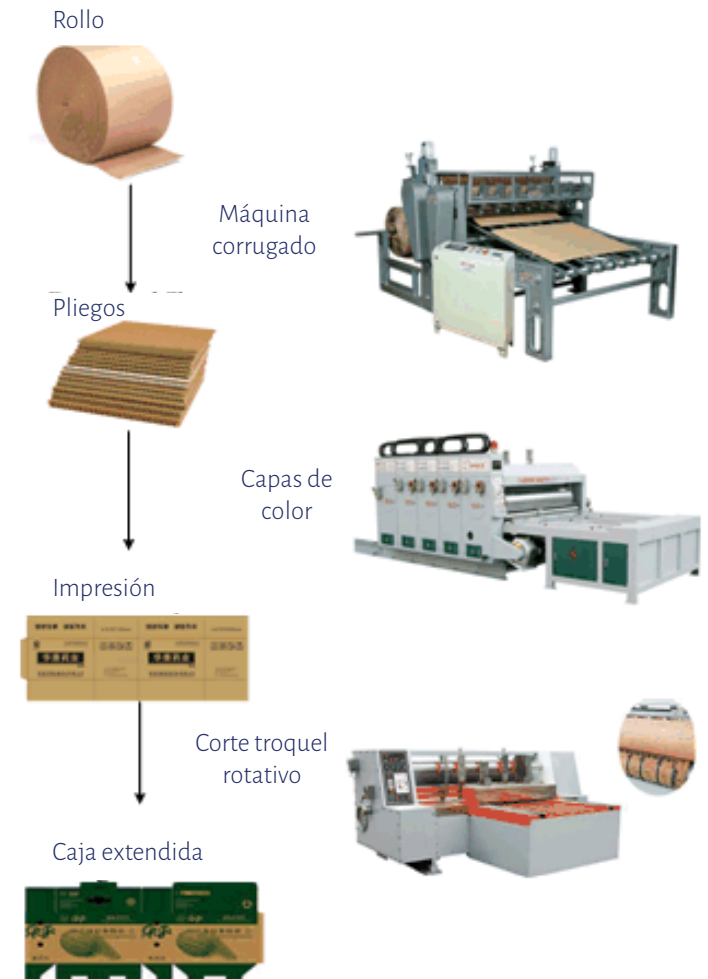 Rollo
Máquina
corrugado
Pliegos
Capas de
color
Impresión
Corte troquel
rotativo
Caja extendida